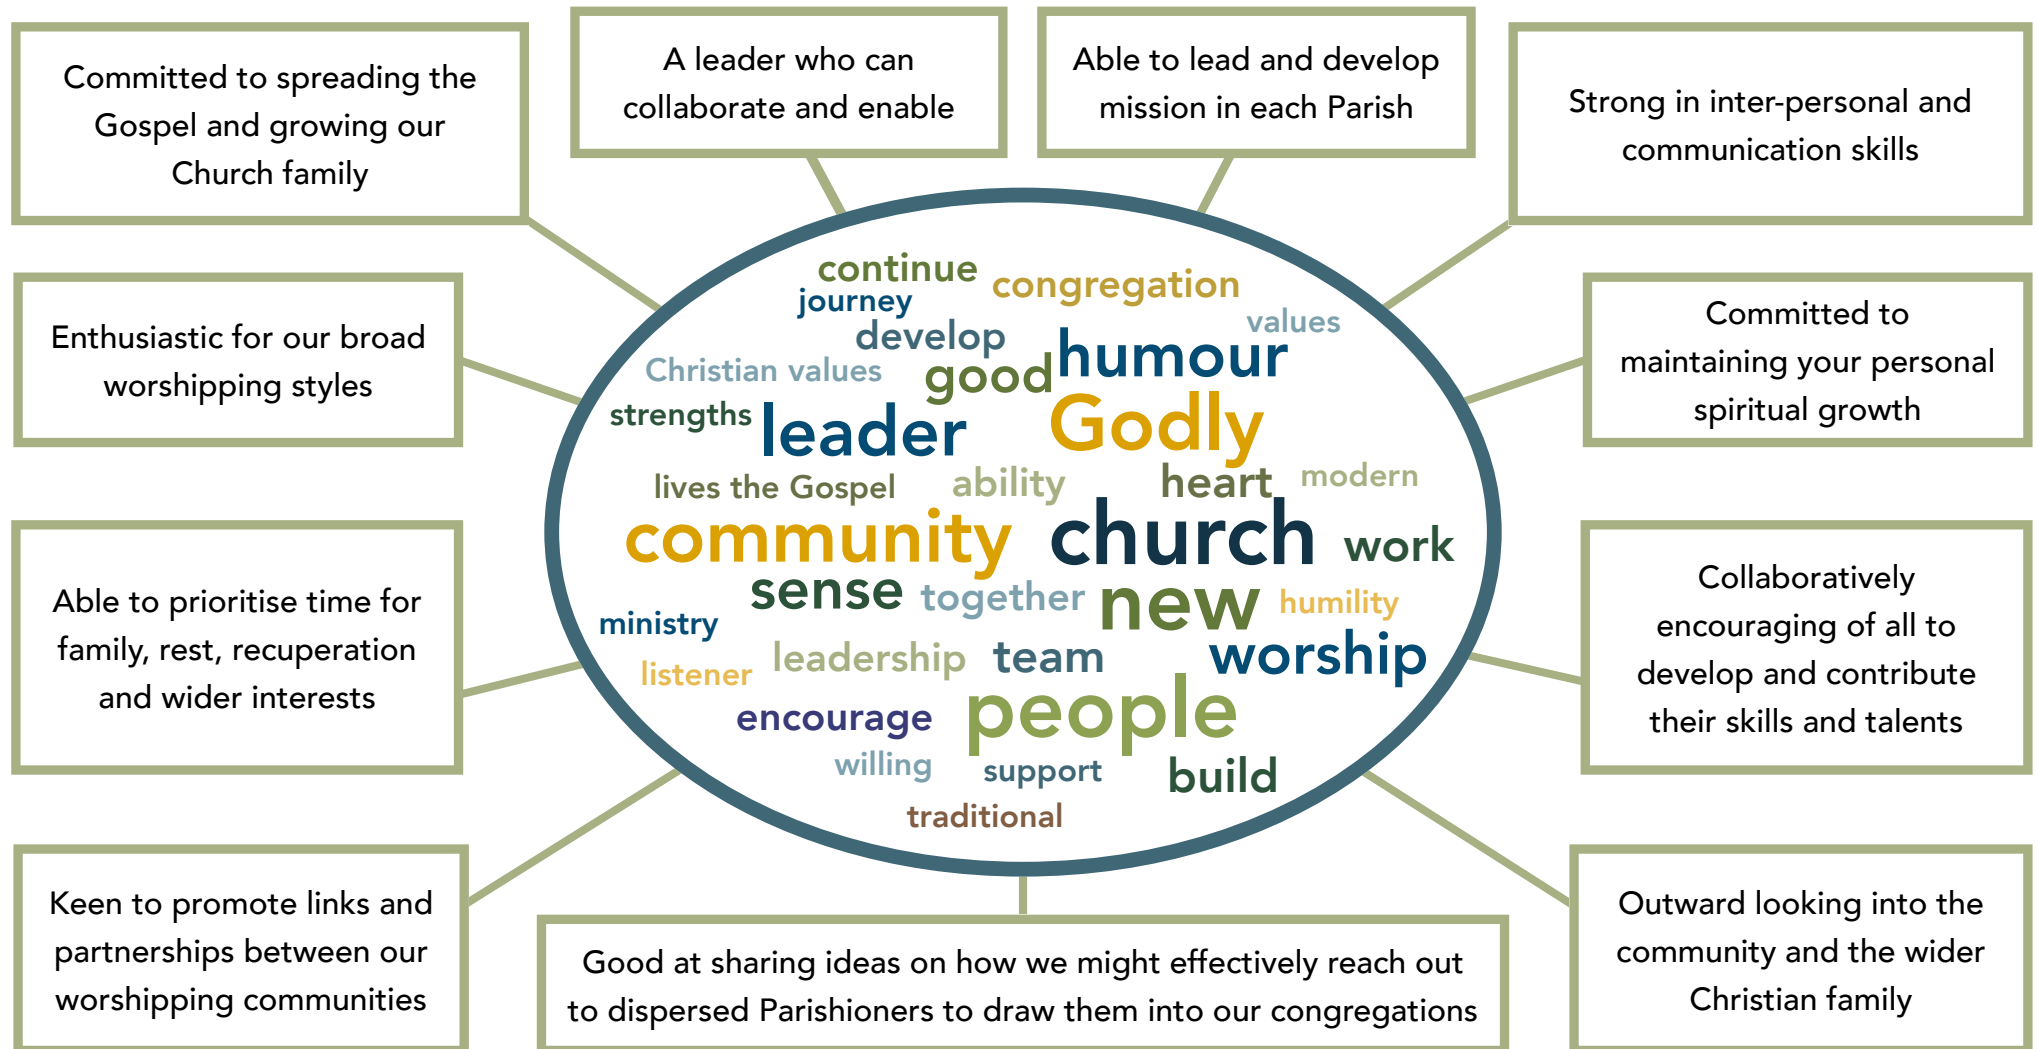 Committed to spreading the
Gospel and growing our
Church family
A leader who can
collaborate and enable
Able to lead and develop
mission in each Parish
Strong in inter-personal and
communication skills
Enthusiastic for our broad
worshipping styles
Committed to
maintaining your personal
spiritual growth
continue
congregation
journey
values
develop
humour
Christian values
good
strengths
leader
Godly
lives the Gospel
ability
heart
modern
community
church
work
sense
together
new
humility
ministry
leadership
team
worship
listener
encourage
people
willing
support
build
traditional
Able to prioritise time for
family, rest, recuperation
and wider interests
Collaboratively
encouraging of all to
develop and contribute
their skills and talents
Keen to promote links and
partnerships between our
worshipping communities
Good at sharing ideas on how we might effectively reach out
to dispersed Parishioners to draw them into our congregations
Outward looking into the
community and the wider
Christian family